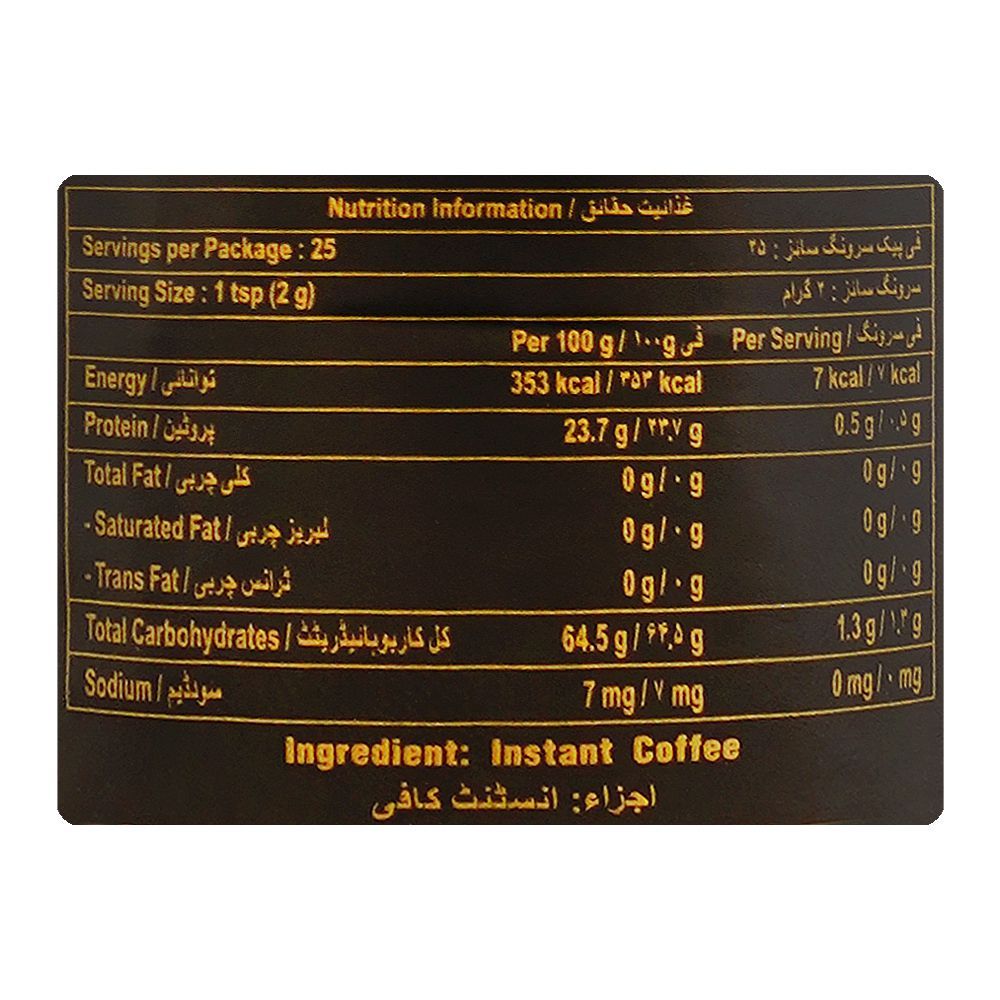 Nutrition Information / غذائیت حقائق
Servings per Package : 25 فی پیک سرونگ سائز : ۲۵
Serving Size : 1 tsp (2 g) سرونگ سائز : ۲ گرام
Per 100 g / فی ۱۰۰g Per Serving / فی سرونگ
Energy / توانائی 353 kcal / ۳۵۳ kcal 7 kcal / ۷ kcal
Protein / پروٹین 23.7 g / ۲۳.۷ g 0.5 g / ۰.۵ g
Total Fat / کلی چربی 0 g / ۰ g 0 g / ۰ g
- Saturated Fat / لبریز چربی 0 g / ۰ g 0 g / ۰ g
- Trans Fat / ٹرانس چربی 0 g / ۰ g 0 g / ۰ g
Total Carbohydrates / کل کاربوہائیڈریٹٹ 64.5 g / ۶۴.۵ g 1.3 g / ۱.۳ g
Sodium / سوئڈیم 7 mg / ۷ mg 0 mg / ۰ mg
Ingredient: Instant Coffee
اجزاء: انسٹنٹ کافی